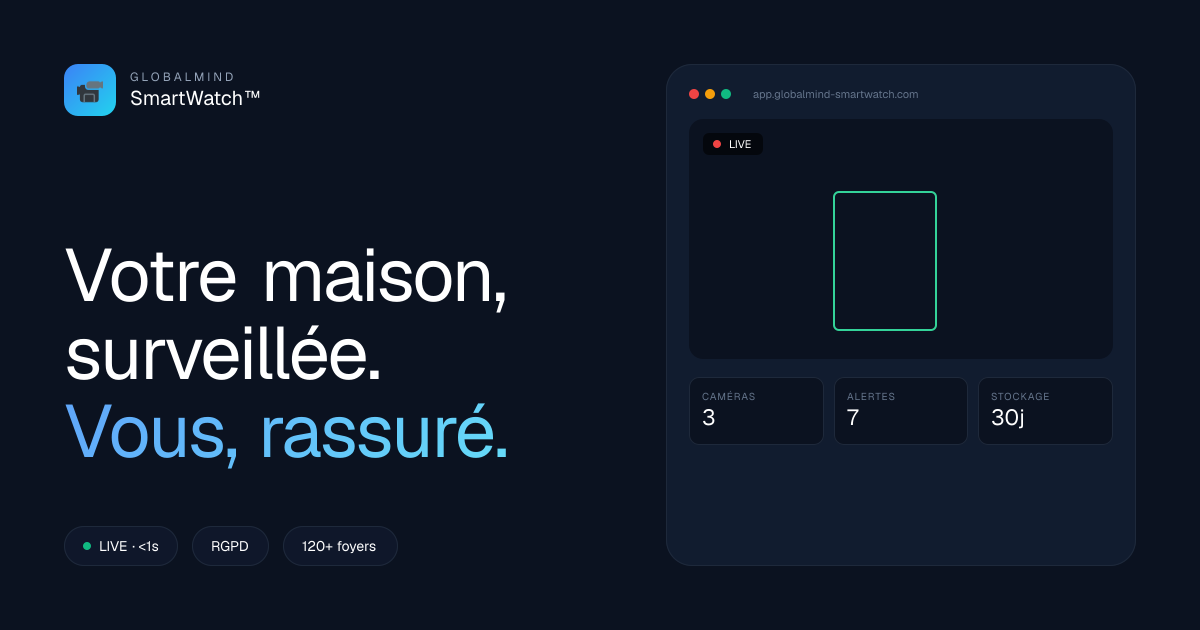 GLOBALMIND
SmartWatch™
Votre maison,
surveillée.
Vous, rassuré.
LIVE · <1s
RGPD
120+ foyers
app.globalmind-smartwatch.com
LIVE
CAMÉRAS
3
ALERTES
7
STOCKAGE
30j